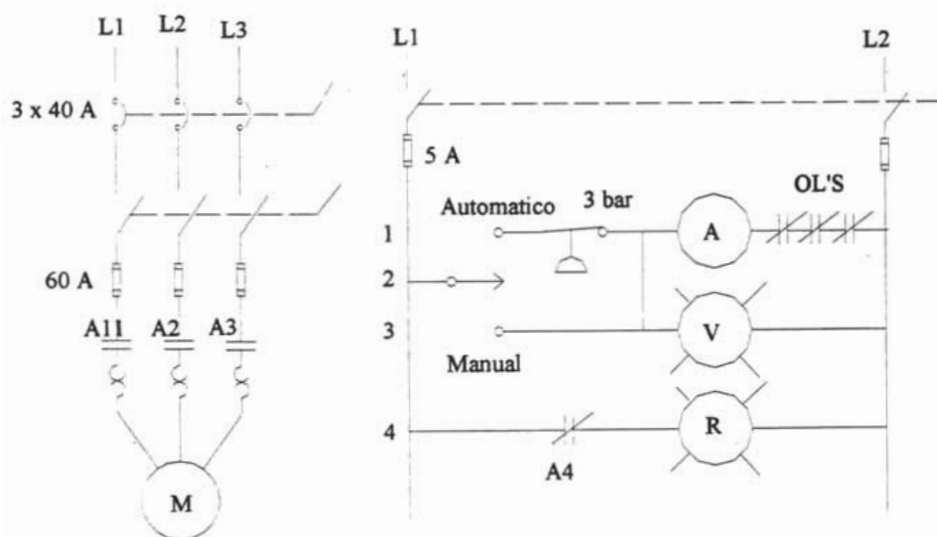 L1 L2 L3
3 x 40 A
60 A
A11 A2 A3
M
L1 L2
5 A
OL'S
Automatico 3 bar
1
A
2
3
V
Manual
4
R
A4